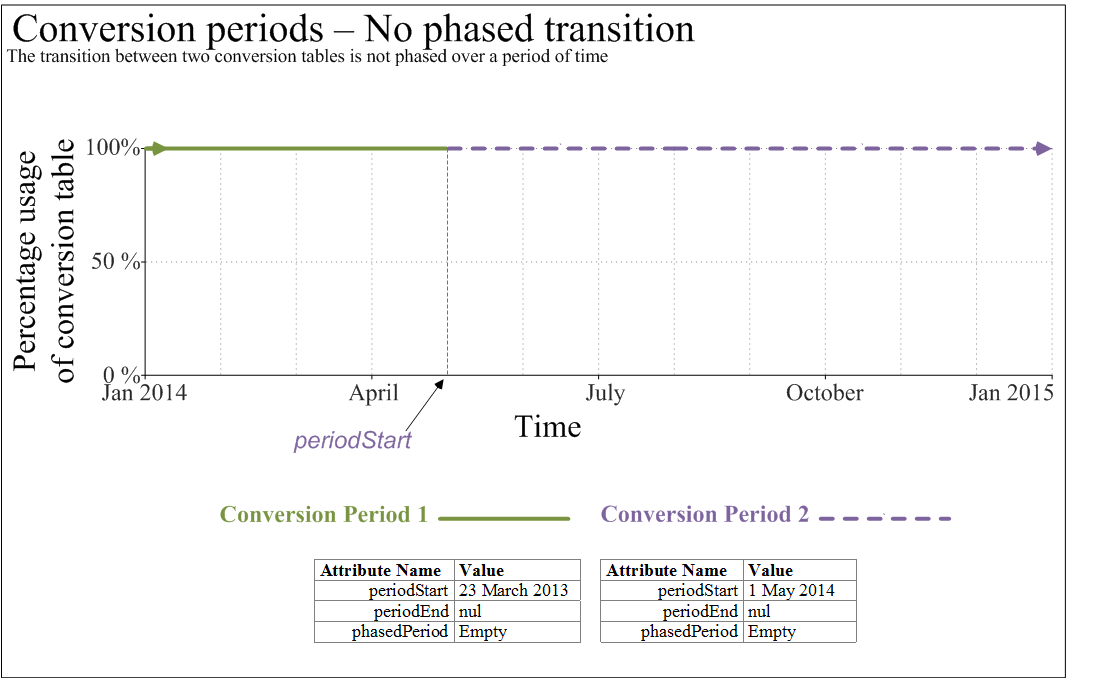 Conversion periods – No phased transition
The transition between two conversion tables is not phased over a period of time
Percentage usage
of conversion table
100%
50 %
0 %
Jan 2014 April July October Jan 2015
Time
periodStart
Conversion Period 1 Conversion Period 2
Attribute Name Value Attribute Name Value
periodStart 23 March 2013 periodStart 1 May 2014
periodEnd nul periodEnd nul
phasedPeriod Empty phasedPeriod Empty